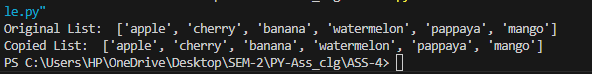 le.py"
Original List:  ['apple', 'cherry', 'banana', 'watermelon', 'pappaya', 'mango']
Copied List:  ['apple', 'cherry', 'banana', 'watermelon', 'pappaya', 'mango']
PS C:\Users\HP\OneDrive\Desktop\SEM-2\PY-Ass_clg\ASS-4>